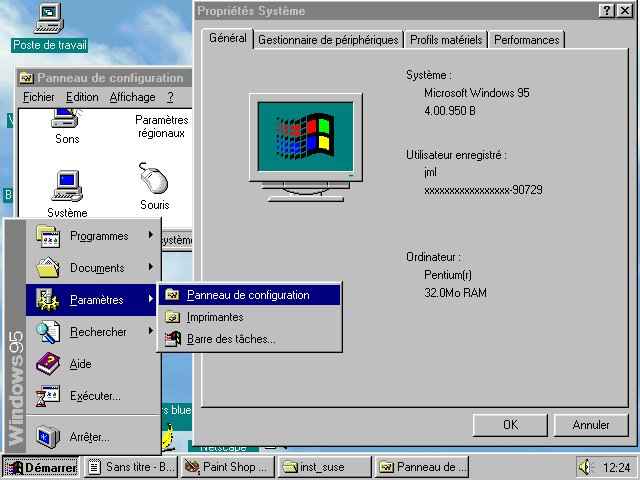 Poste de travail
Panneau de configuration
Fichier Edition Affichage ?
Sons
Paramètres
régionaux
Système
Souris
Propriétés Système
Général Gestionnaire de périphériques Profils matériels Performances
Système :
Microsoft Windows 95
4.00.950 B
Utilisateur enregistré :
jml
xxxxxxxxxxxxxxxxx-90729
Ordinateur :
Pentium(r)
32.0Mo RAM
OK Annuler
Windows95
Programmes
Documents
Paramètres
Rechercher
Aide
Exécuter...
Arrêter...
Panneau de configuration
Imprimantes
Barre des tâches...
Netscape
Démarrer Sans titre - B... Paint Shop ... inst_suse Panneau de ... 12:24